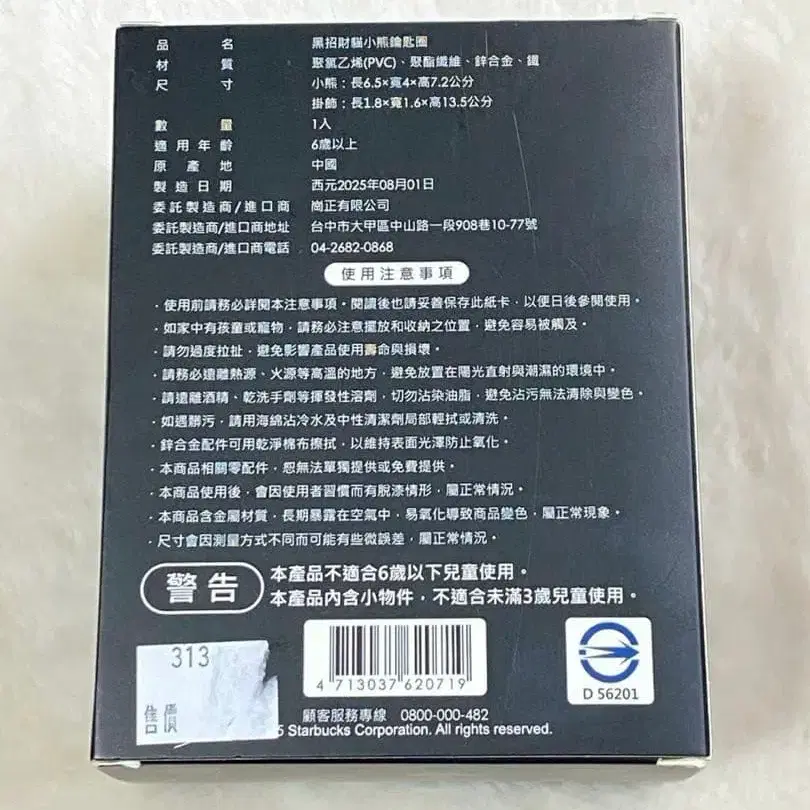 品名 黑招財貓小熊鑰匙圈
材質 聚氯乙烯(PVC)、聚酯纖維、鋅合金、鐵
尺寸 小熊：長6.5×寬4×高7.2公分
掛飾：長1.8×寬1.6×高13.5公分
數量 1入
適用年齡 6歲以上
原產地 中國
製造日期 西元2025年08月01日
委託製造商/進口商 崗正有限公司
委託製造商/進口商地址 台中市大甲區中山路一段908巷10-77號
委託製造商/進口商電話 04-2682-0868
使用注意事項
・使用前請務必詳閱本注意事項。閱讀後也請妥善保存此紙卡，以便日後參閱使用。
・如家中有孩童或寵物，請務必注意擺放和收納之位置，避免容易被觸及。
・請勿過度拉扯，避免影響產品使用壽命與損壞。
・請務必遠離熱源、火源等高溫的地方，避免放置在陽光直射與潮濕的環境中。
・請遠離酒精、乾洗手劑等揮發性溶劑，切勿沾染油脂，避免沾污無法清除與變色。
・如遇髒污，請用海綿沾冷水及中性清潔劑局部輕拭或清洗。
・鋅合金配件可用乾淨棉布擦拭，以維持表面光澤防止氧化。
・本商品相關零配件，恕無法單獨提供或免費提供。
・本商品使用後，會因使用者習慣而有脫漆情形，屬正常情況。
・本商品含金屬材質，長期暴露在空氣中，易氧化導致商品變色，屬正常現象。
・尺寸會因測量方式不同而可能有些微誤差，屬正常情況。
警告 本產品不適合6歲以下兒童使用。
本產品內含小物件，不適合未滿3歲兒童使用。
313
售價
4 713037 620719
D 56201
顧客服務專線 0800-000-482
5 Starbucks Corporation. All rights reserved.